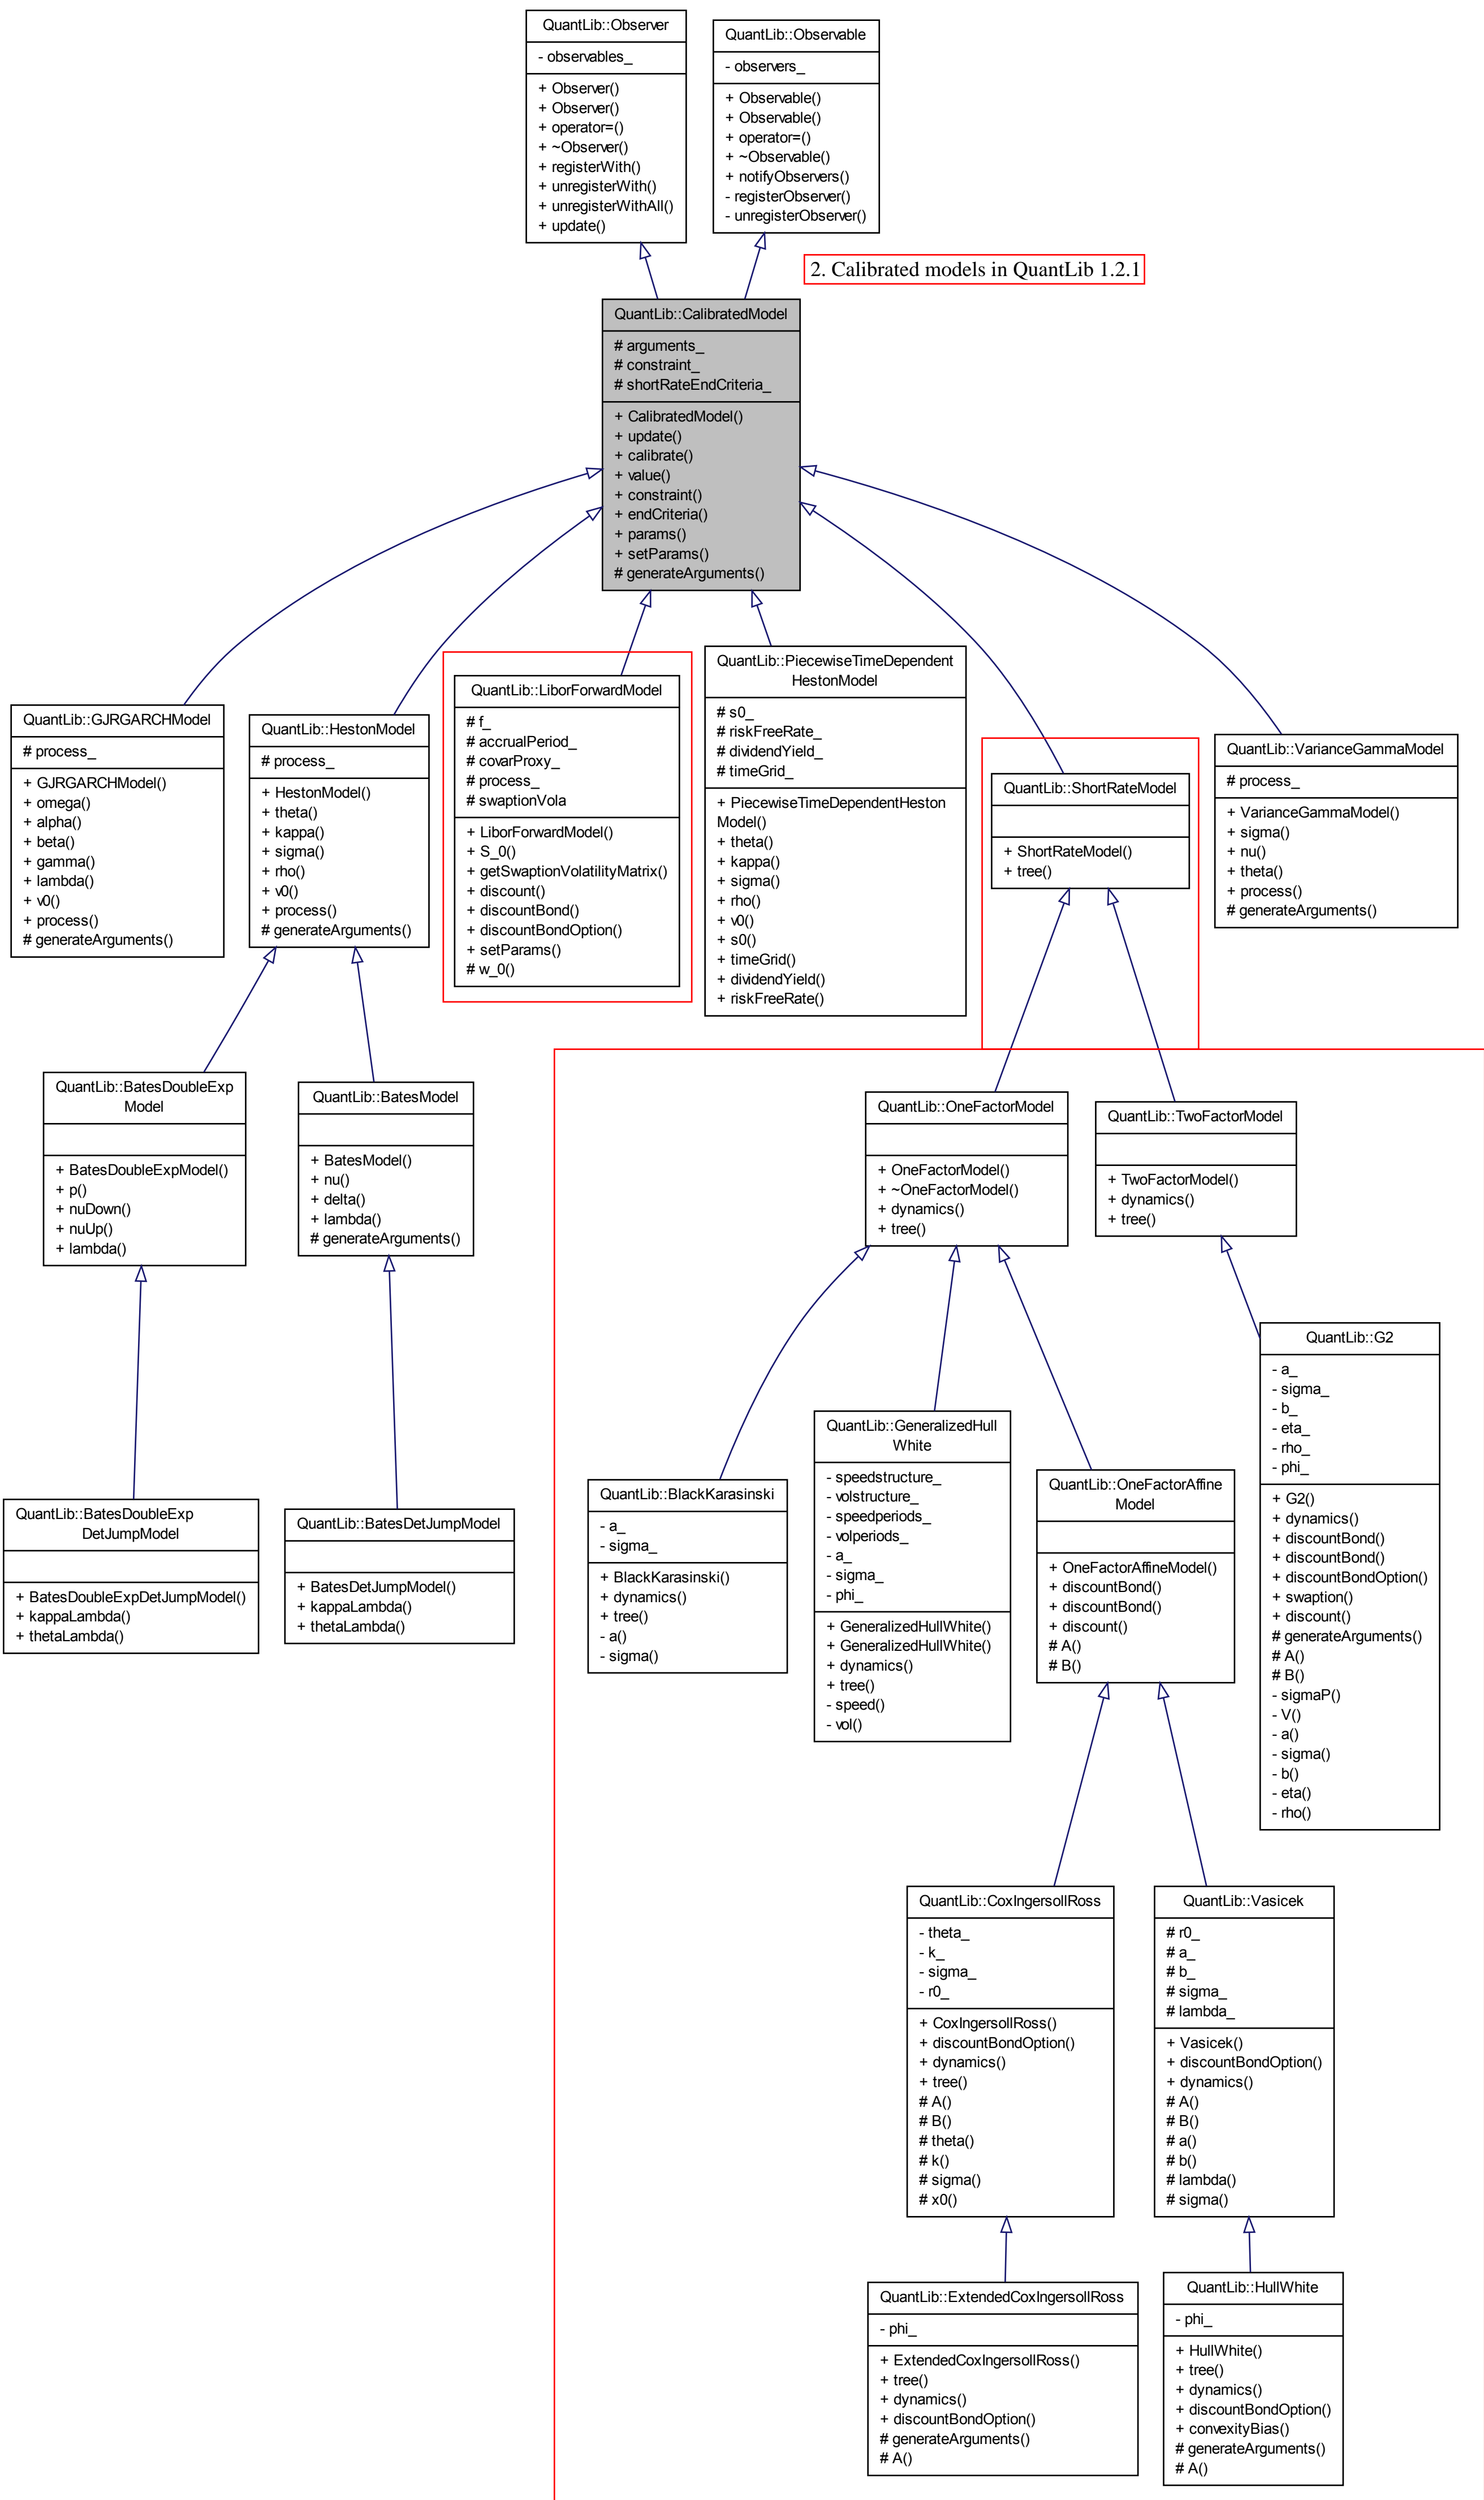 QuantLib::Observer
- observables_
+ Observer()
+ Observer()
+ operator=()
+ ~Observer()
+ registerWith()
+ unregisterWith()
+ unregisterWithAll()
+ update()
QuantLib::Observable
- observers_
+ Observable()
+ Observable()
+ operator=()
+ ~Observable()
+ notifyObservers()
- registerObserver()
- unregisterObserver()
2. Calibrated models in QuantLib 1.2.1
QuantLib::CalibratedModel
# arguments_
# constraint_
# shortRateEndCriteria_
+ CalibratedModel()
+ update()
+ calibrate()
+ value()
+ constraint()
+ endCriteria()
+ params()
+ setParams()
# generateArguments()
QuantLib::GJRGARCHModel
# process_
+ GJRGARCHModel()
+ omega()
+ alpha()
+ beta()
+ gamma()
+ lambda()
+ v0()
+ process()
# generateArguments()
QuantLib::HestonModel
# process_
+ HestonModel()
+ theta()
+ kappa()
+ sigma()
+ rho()
+ v0()
+ process()
# generateArguments()
QuantLib::LiborForwardModel
# f_
# accrualPeriod_
# covarProxy_
# process_
# swaptionVola
+ LiborForwardModel()
+ S_0()
+ getSwaptionVolatilityMatrix()
+ discount()
+ discountBond()
+ discountBondOption()
+ setParams()
# w_0()
QuantLib::PiecewiseTimeDependent
HestonModel
# s0_
# riskFreeRate_
# dividendYield_
# timeGrid_
+ PiecewiseTimeDependentHeston
Model()
+ theta()
+ kappa()
+ sigma()
+ rho()
+ v0()
+ s0()
+ timeGrid()
+ dividendYield()
+ riskFreeRate()
QuantLib::ShortRateModel
+ ShortRateModel()
+ tree()
QuantLib::VarianceGammaModel
# process_
+ VarianceGammaModel()
+ sigma()
+ nu()
+ theta()
+ process()
# generateArguments()
QuantLib::BatesDoubleExp
Model
+ BatesDoubleExpModel()
+ p()
+ nuDown()
+ nuUp()
+ lambda()
QuantLib::BatesModel
+ BatesModel()
+ nu()
+ delta()
+ lambda()
# generateArguments()
QuantLib::OneFactorModel
+ OneFactorModel()
+ ~OneFactorModel()
+ dynamics()
+ tree()
QuantLib::TwoFactorModel
+ TwoFactorModel()
+ dynamics()
+ tree()
QuantLib::BatesDoubleExp
DetJumpModel
+ BatesDoubleExpDetJumpModel()
+ kappaLambda()
+ thetaLambda()
QuantLib::BatesDetJumpModel
+ BatesDetJumpModel()
+ kappaLambda()
+ thetaLambda()
QuantLib::BlackKarasinski
- a_
- sigma_
+ BlackKarasinski()
+ dynamics()
+ tree()
- a()
- sigma()
QuantLib::GeneralizedHull
White
- speedstructure_
- volstructure_
- speedperiods_
- volperiods_
- a_
- sigma_
- phi_
+ GeneralizedHullWhite()
+ GeneralizedHullWhite()
+ dynamics()
+ tree()
- speed()
- vol()
QuantLib::OneFactorAffine
Model
+ OneFactorAffineModel()
+ discountBond()
+ discountBond()
+ discount()
# A()
# B()
QuantLib::G2
- a_
- sigma_
- b_
- eta_
- rho_
- phi_
+ G2()
+ dynamics()
+ discountBond()
+ discountBond()
+ discountBondOption()
+ swaption()
+ discount()
# generateArguments()
# A()
# B()
- sigmaP()
- V()
- a()
- sigma()
- b()
- eta()
- rho()
QuantLib::CoxIngersollRoss
- theta_
- k_
- sigma_
- r0_
+ CoxIngersollRoss()
+ discountBondOption()
+ dynamics()
+ tree()
# A()
# B()
# theta()
# k()
# sigma()
# x0()
QuantLib::Vasicek
# r0_
# a_
# b_
# sigma_
# lambda_
+ Vasicek()
+ discountBondOption()
+ dynamics()
# A()
# B()
# a()
# b()
# lambda()
# sigma()
QuantLib::ExtendedCoxIngersollRoss
- phi_
+ ExtendedCoxIngersollRoss()
+ tree()
+ dynamics()
+ discountBondOption()
# generateArguments()
# A()
QuantLib::HullWhite
- phi_
+ HullWhite()
+ tree()
+ dynamics()
+ discountBondOption()
+ convexityBias()
# generateArguments()
# A()